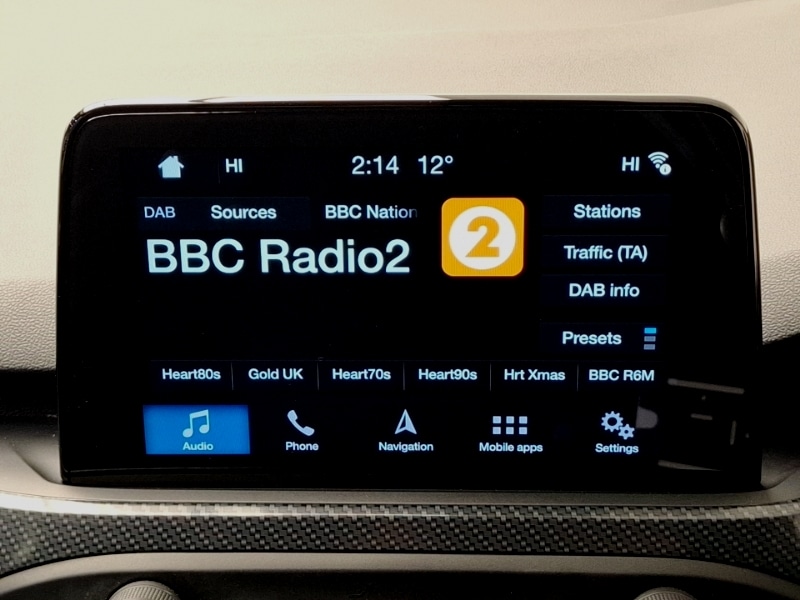 HI 2:14 12° HI
DAB Sources BBC Nation
2
Stations
BBC Radio2
Traffic (TA)
DAB info
Presets
Heart80s Gold UK Heart70s Heart90s Hrt Xmas BBC R6M
Audio Phone Navigation Mobile apps Settings